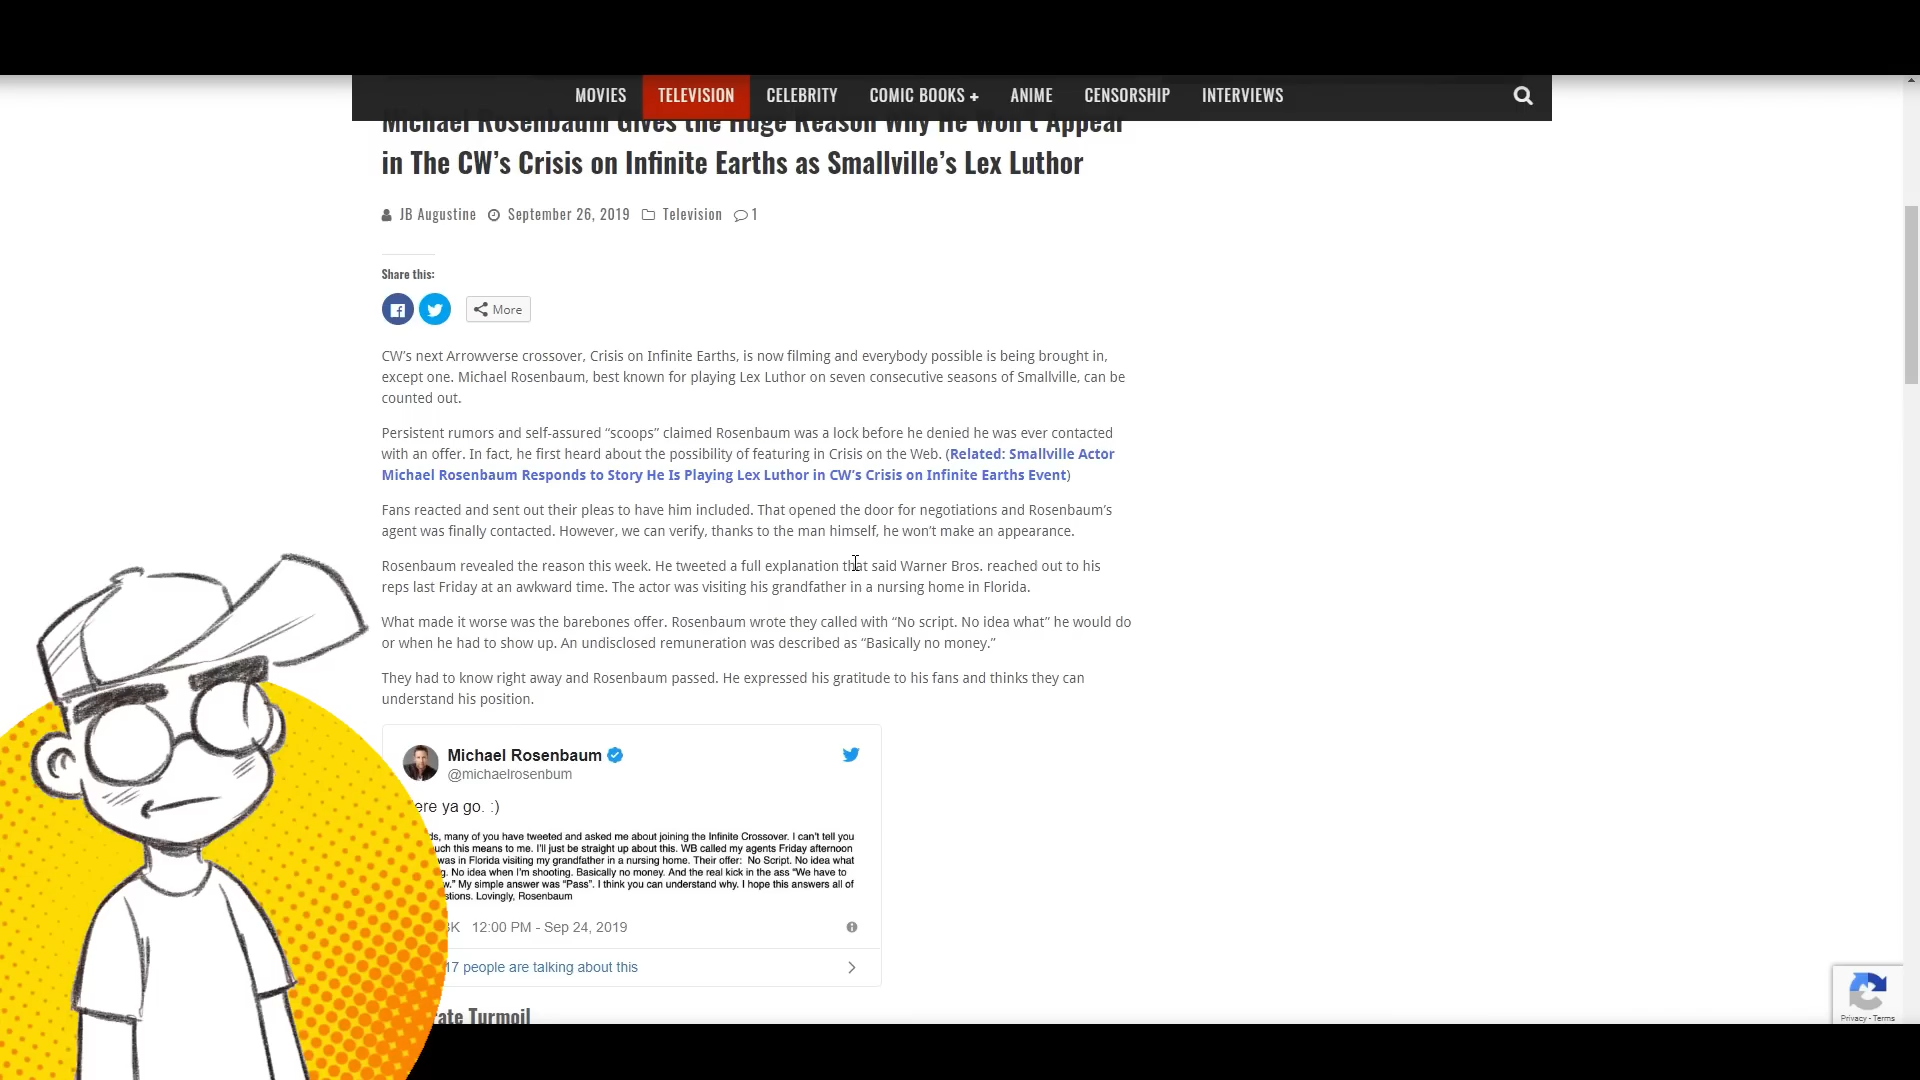 MOVIES TELEVISION CELEBRITY COMIC BOOKS + ANIME CENSORSHIP INTERVIEWS
Michael Rosenbaum Gives the Huge Reason Why He Won't Appear
in The CW's Crisis on Infinite Earths as Smallville's Lex Luthor
JB Augustine September 26, 2019 Television 1
Share this:
More
CW's next Arrowverse crossover, Crisis on Infinite Earths, is now filming and everybody possible is being brought in,
except one. Michael Rosenbaum, best known for playing Lex Luthor on seven consecutive seasons of Smallville, can be
counted out.
Persistent rumors and self-assured “scoops” claimed Rosenbaum was a lock before he denied he was ever contacted
with an offer. In fact, he first heard about the possibility of featuring in Crisis on the Web. (Related: Smallville Actor
Michael Rosenbaum Responds to Story He Is Playing Lex Luthor in CW's Crisis on Infinite Earths Event)
Fans reacted and sent out their pleas to have him included. That opened the door for negotiations and Rosenbaum's
agent was finally contacted. However, we can verify, thanks to the man himself, he won't make an appearance.
Rosenbaum revealed the reason this week. He tweeted a full explanation that said Warner Bros. reached out to his
reps last Friday at an awkward time. The actor was visiting his grandfather in a nursing home in Florida.
What made it worse was the barebones offer. Rosenbaum wrote they called with “No script. No idea what” he would do
or when he had to show up. An undisclosed remuneration was described as “Basically no money.”
They had to know right away and Rosenbaum passed. He expressed his gratitude to his fans and thinks they can
understand his position.
Michael Rosenbaum
@michaelrosenbum
ere ya go. :)
ds, many of you have tweeted and asked me about joining the Infinite Crossover. I can't tell you
uch this means to me. I'll just be straight up about this. WB called my agents Friday afternoon
was in Florida visiting my grandfather in a nursing home. Their offer: No Script. No idea what
g. No idea when I'm shooting. Basically no money. And the real kick in the ass “We have to
w.” My simple answer was “Pass”. I think you can understand why. I hope this answers all of
stions. Lovingly, Rosenbaum
K 12:00 PM - Sep 24, 2019
17 people are talking about this
rate Turmoil
Privacy - Terms